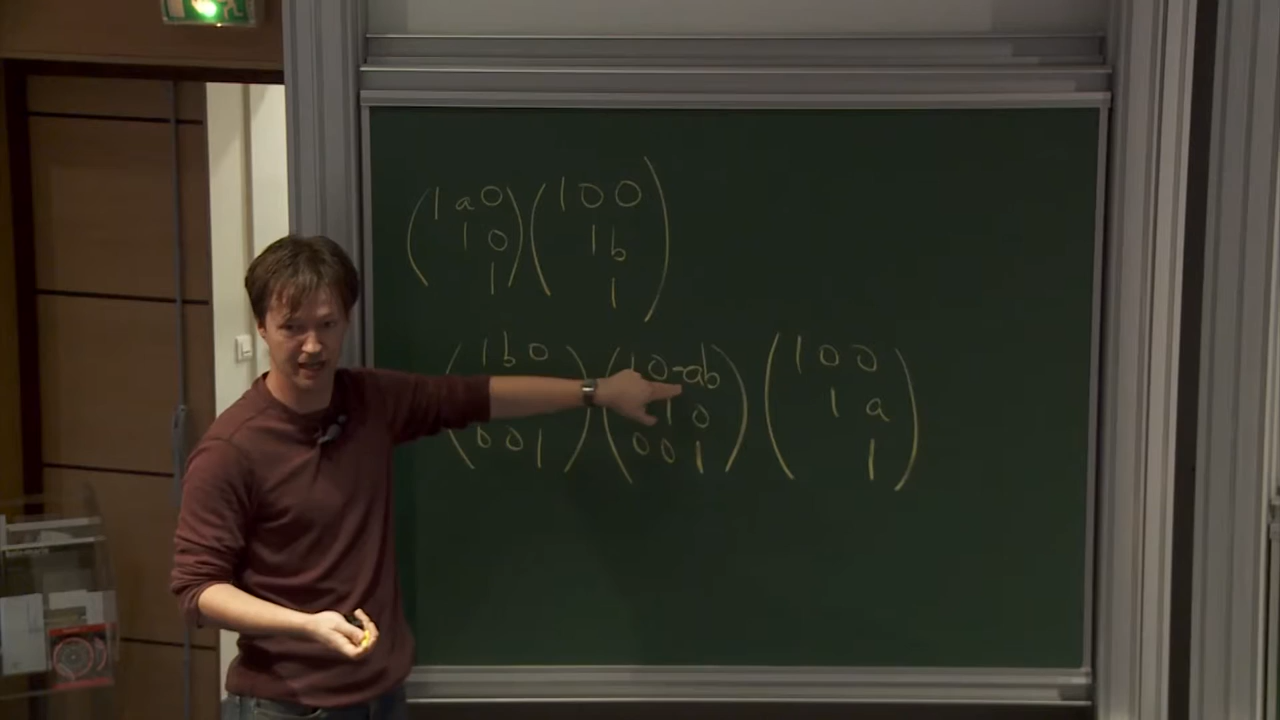 (1 a 0) (1 0 0)
1 0 1 b
1 1
(1 b 0) (1 0 -ab) (1 0 0)
1 0 1 a
0 0 1 0 0 1 1